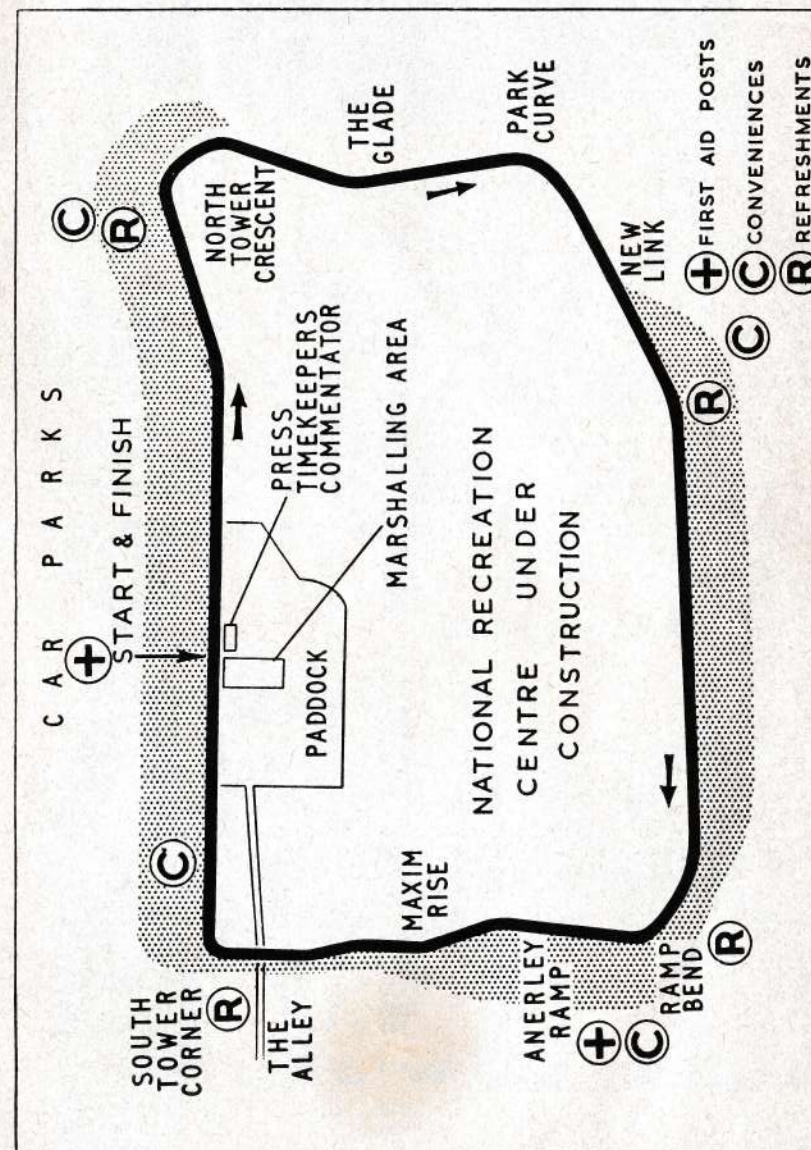 CAR PARKS
START & FINISH
SOUTH
TOWER
CORNER
THE
ALLEY
PADDOCK
PRESS
TIMEKEEPERS
COMMENTATOR
MARSHALLING AREA
NORTH
TOWER
CRESCENT
THE
GLADE
PARK
CURVE
NEW
LINK
NATIONAL RECREATION
CENTRE UNDER
CONSTRUCTION
MAXIM
RISE
ANERLEY
RAMP
RAMP
BEND
C
R
C
R
C
R
C
R
C
+ FIRST AID POSTS
C CONVENIENCES
R REFRESHMENTS